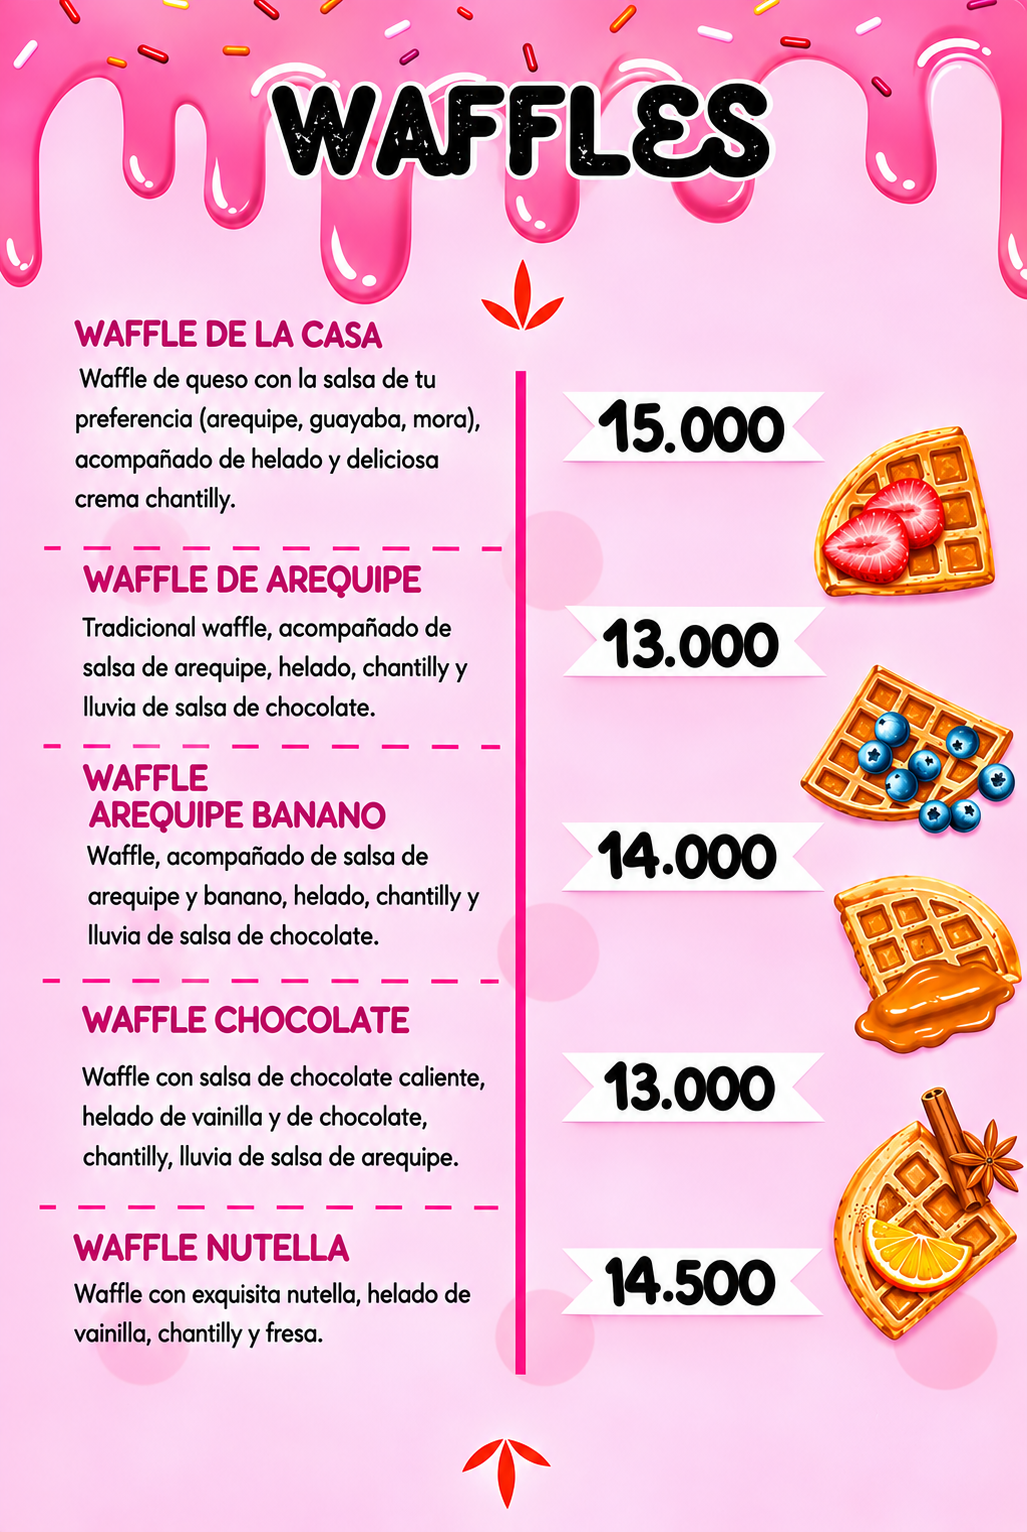 WAFFLES
WAFFLE DE LA CASA
Waffle de queso con la salsa de tu
preferencia (arequipe, guayaba, mora),
acompañado de helado y deliciosa
crema chantilly.
15.000
WAFFLE DE AREQUIPE
Tradicional waffle, acompañado de
salsa de arequipe, helado, chantilly y
lluvia de salsa de chocolate.
13.000
WAFFLE
AREQUIPE BANANO
Waffle, acompañado de salsa de
arequipe y banano, helado, chantilly y
lluvia de salsa de chocolate.
14.000
WAFFLE CHOCOLATE
Waffle con salsa de chocolate caliente,
helado de vainilla y de chocolate,
chantilly, lluvia de salsa de arequipe.
13.000
WAFFLE NUTELLA
Waffle con exquisita nutella, helado de
vainilla, chantilly y fresa.
14.500